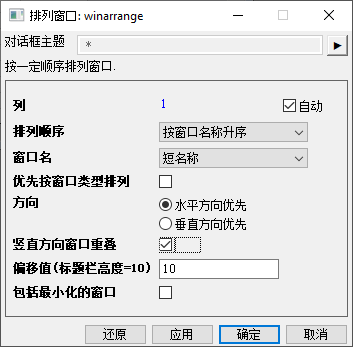 排列窗口: winarrange
对话框主题 *
按一定顺序排列窗口.
列 1 自动
排列顺序 按窗口名称升序
窗口名 短名称
优先按窗口类型排列
方向 水平方向优先
垂直方向优先
竖直方向窗口重叠
偏移值(标题栏高度=10) 10
包括最小化的窗口
还原 应用 确定 取消